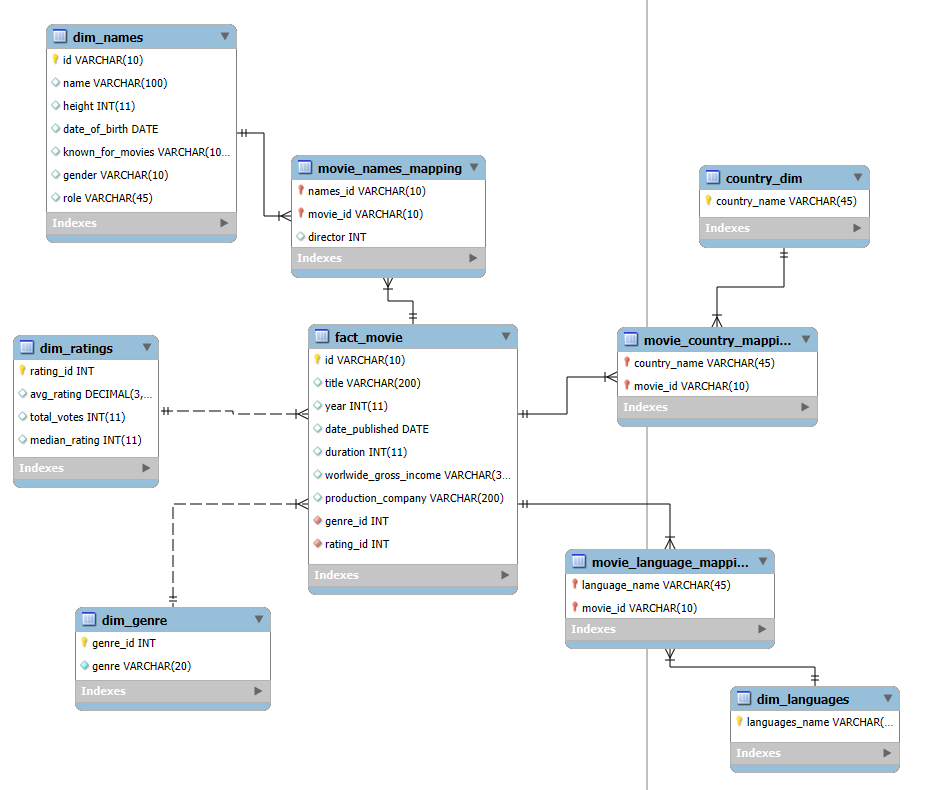 dim_names
id VARCHAR(10)
name VARCHAR(100)
height INT(11)
date_of_birth DATE
known_for_movies VARCHAR(10...
gender VARCHAR(10)
role VARCHAR(45)
Indexes
movie_names_mapping
names_id VARCHAR(10)
movie_id VARCHAR(10)
director INT
Indexes
country_dim
country_name VARCHAR(45)
Indexes
dim_ratings
rating_id INT
avg_rating DECIMAL(3,...
total_votes INT(11)
median_rating INT(11)
Indexes
fact_movie
id VARCHAR(10)
title VARCHAR(200)
year INT(11)
date_published DATE
duration INT(11)
worlwide_gross_income VARCHAR(3...
production_company VARCHAR(200)
genre_id INT
rating_id INT
Indexes
movie_country_mappi...
country_name VARCHAR(45)
movie_id VARCHAR(10)
Indexes
movie_language_mappi...
language_name VARCHAR(45)
movie_id VARCHAR(10)
Indexes
dim_genre
genre_id INT
genre VARCHAR(20)
Indexes
dim_languages
languages_name VARCHAR(...
Indexes